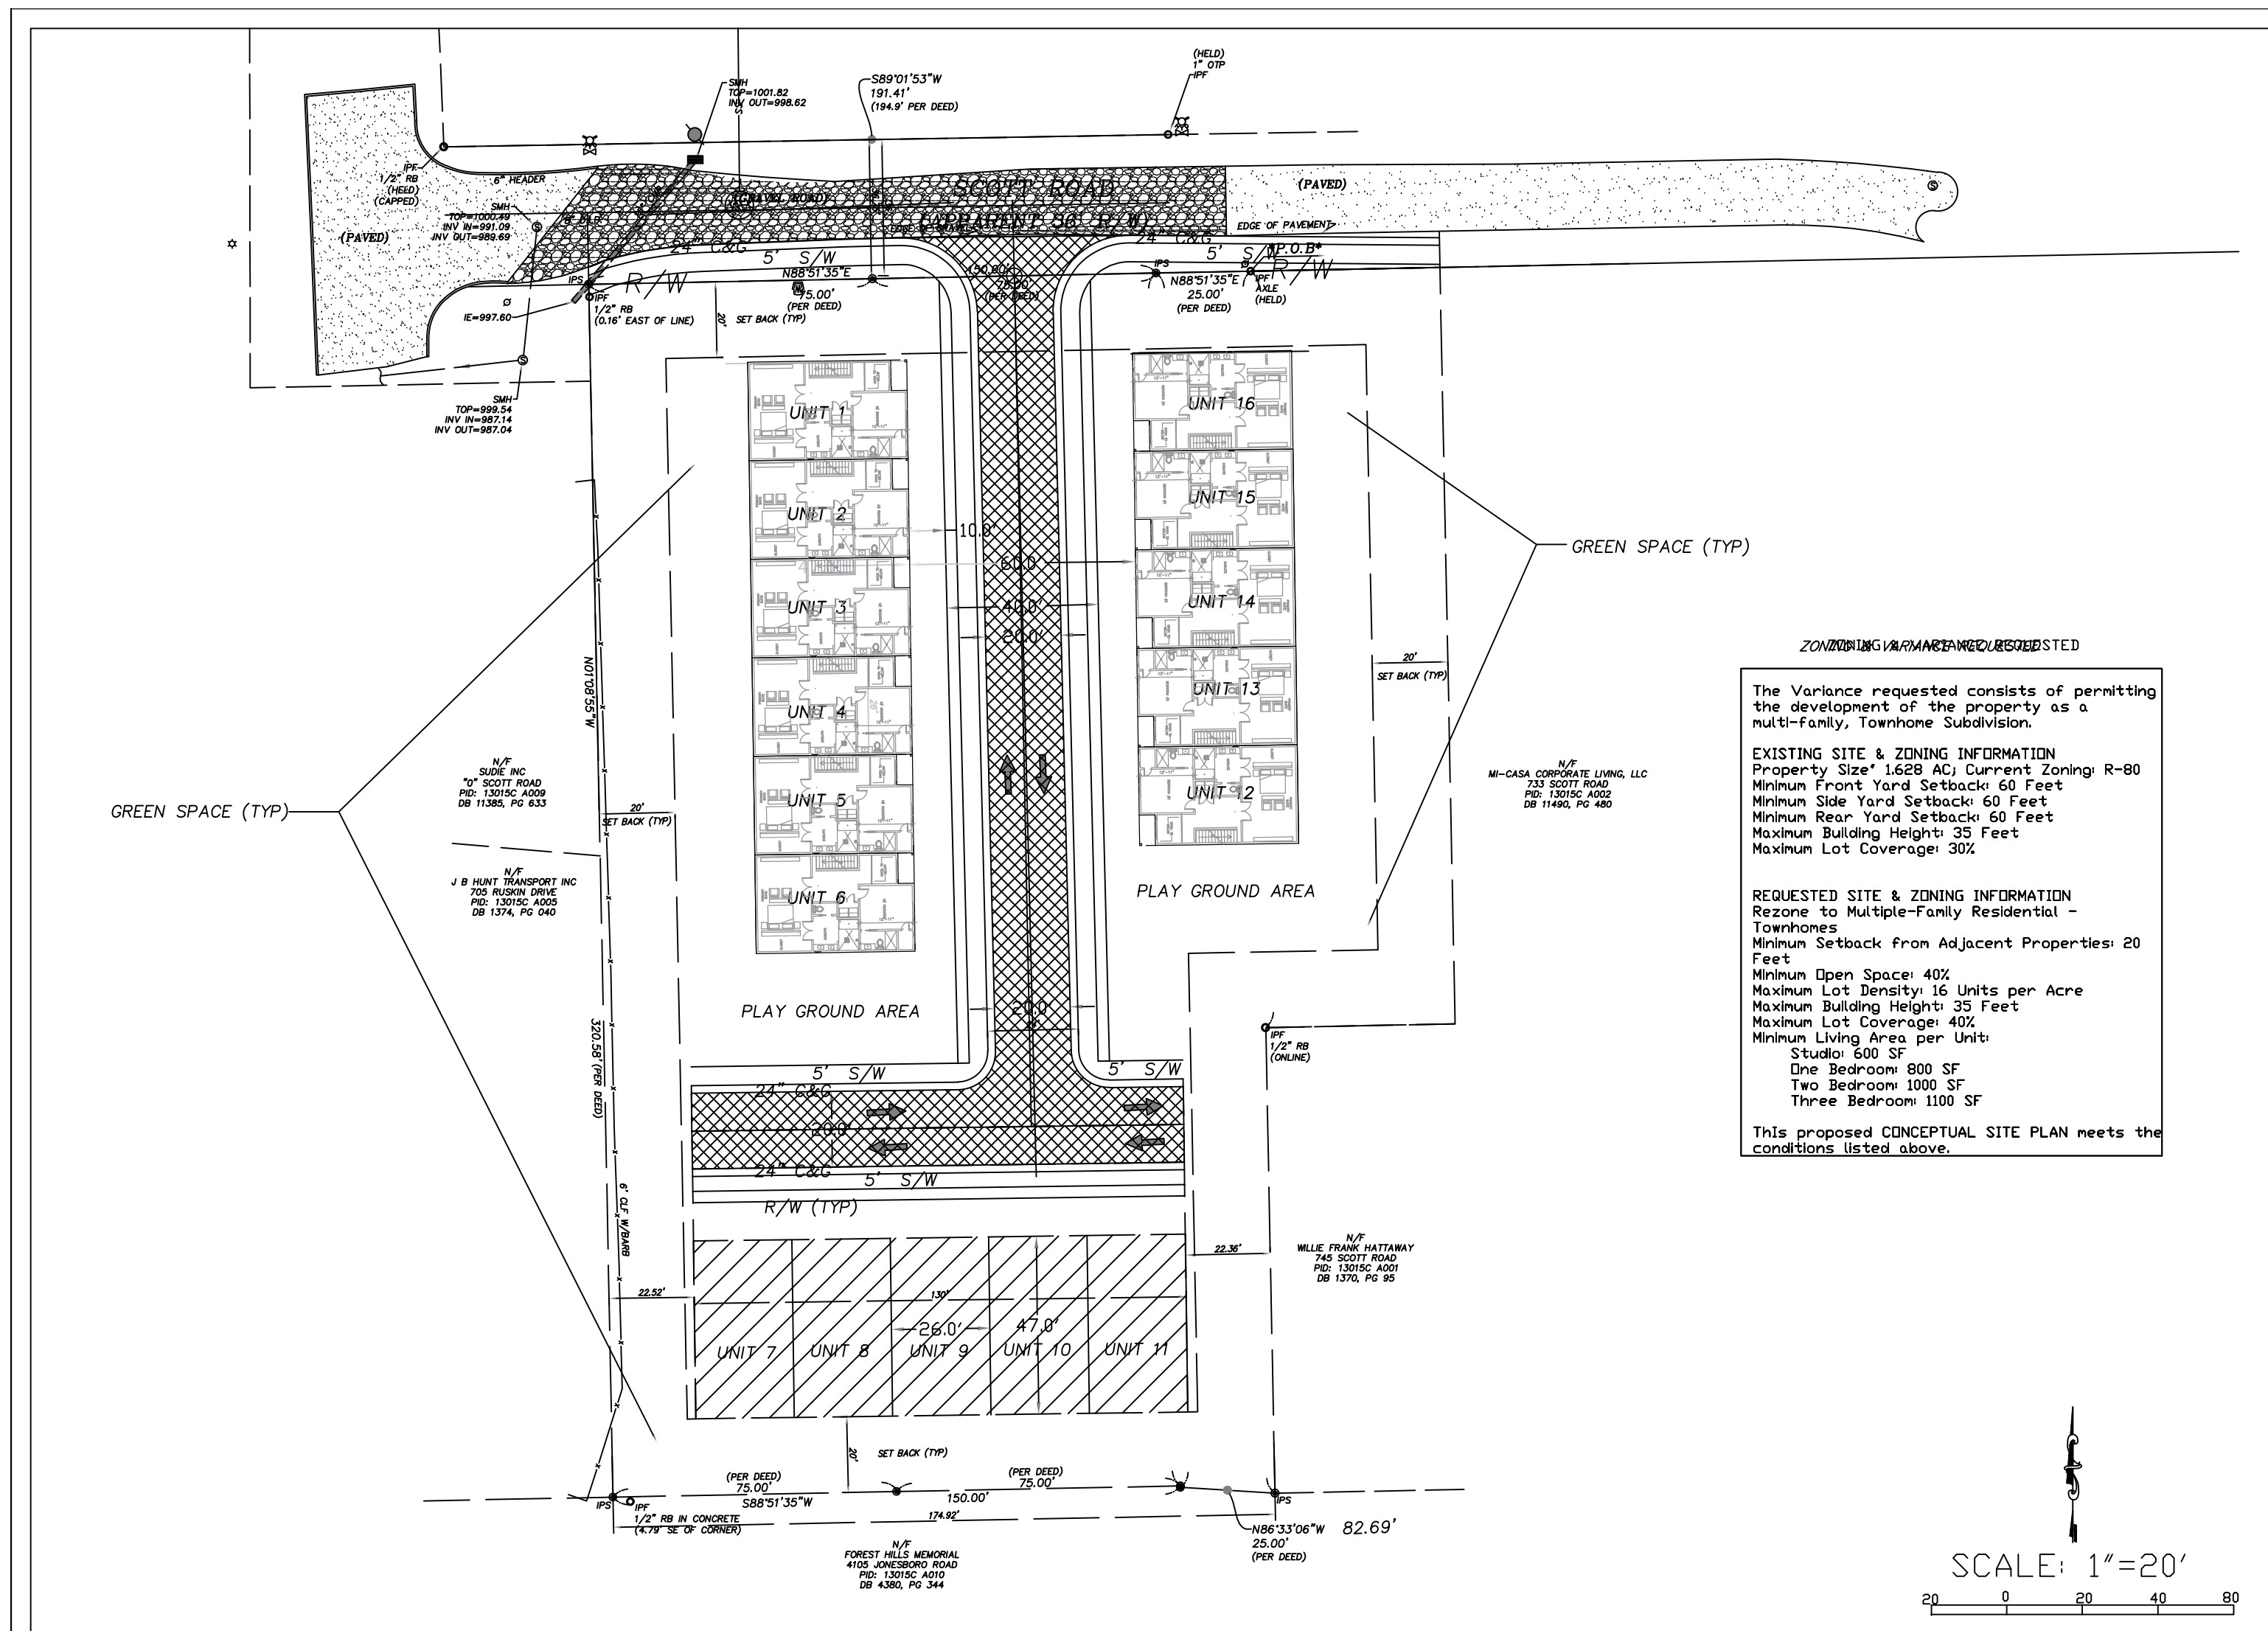 (HELD)
1" OTP
IPF
SMH
TOP=1001.82
INV OUT=998.62
S89°01'53"W
191.41'
(194.9' PER DEED)
IPF
1/2" RB
(HELD)
(CAPPED)
6" HEADER
SMH
TOP=1000.49
INV IN=991.09
INV OUT=989.69
(PAVED)
(GRAVEL ROAD)
SCOTT ROAD
(APPARENT 36' R/W)
(PAVED)
EDGE OF PAVEMENT
24" C&G
5' S/W
24" C&G
5' S/W
*P.O.B*
R/W
R/W
IPS
IPF
1/2" RB
(0.16' EAST OF LINE)
IE=997.60
N88°51'35"E
75.00'
(PER DEED)
150.00'
75.00'
(PER DEED)
IPS
N88°51'35"E
25.00'
(PER DEED)
IPF
AXLE
(HELD)
20'
SET BACK (TYP)
SMH
TOP=999.54
INV IN=987.14
INV OUT=987.04
UNIT 1
UNIT 2
UNIT 3
UNIT 4
UNIT 5
UNIT 6
UNIT 16
UNIT 15
UNIT 14
UNIT 13
UNIT 12
10.0'
60.0'
40.0'
20.0'
GREEN SPACE (TYP)
GREEN SPACE (TYP)
N01°08'55"W
320.58' (PER DEED)
6' CLF W/BARB
20'
SET BACK (TYP)
20'
SET BACK (TYP)
N/F
SUDIE INC
"0" SCOTT ROAD
PID: 13015C A009
DB 11385, PG 633
N/F
J B HUNT TRANSPORT INC
705 RUSKIN DRIVE
PID: 13015C A005
DB 1374, PG 040
N/F
MI-CASA CORPORATE LIVING, LLC
733 SCOTT ROAD
PID: 13015C A002
DB 11490, PG 480
PLAY GROUND AREA
PLAY GROUND AREA
20.0'
IPF
1/2" RB
(ONLINE)
5' S/W
5' S/W
24" C&G
20.0'
24" C&G
5' S/W
R/W (TYP)
22.52'
22.36'
130'
26.0'
47.0'
UNIT 7
UNIT 8
UNIT 9
UNIT 10
UNIT 11
N/F
WILLIE FRANK HATTAWAY
745 SCOTT ROAD
PID: 13015C A001
DB 1370, PG 95
20'
SET BACK (TYP)
(PER DEED)
75.00'
S88°51'35"W
(PER DEED)
75.00'
150.00'
174.92'
IPS
IPF
1/2" RB IN CONCRETE
(4.79' SE OF CORNER)
IPS
N86°33'06"W
25.00'
(PER DEED)
82.69'
N/F
FOREST HILLS MEMORIAL
4105 JONESBORO ROAD
PID: 13015C A010
DB 4380, PG 344
ZONING & VARIANCE REQUESTED
The Variance requested consists of permitting
the development of the property as a
multi-family, Townhome Subdivision.
EXISTING SITE & ZONING INFORMATION
Property Size* 1.628 AC; Current Zoning: R-80
Minimum Front Yard Setback: 60 Feet
Minimum Side Yard Setback: 60 Feet
Minimum Rear Yard Setback: 60 Feet
Maximum Building Height: 35 Feet
Maximum Lot Coverage: 30%
REQUESTED SITE & ZONING INFORMATION
Rezone to Multiple-Family Residential -
Townhomes
Minimum Setback from Adjacent Properties: 20
Feet
Minimum Open Space: 40%
Maximum Lot Density: 16 Units per Acre
Maximum Building Height: 35 Feet
Maximum Lot Coverage: 40%
Minimum Living Area per Unit:
Studio: 600 SF
One Bedroom: 800 SF
Two Bedroom: 1000 SF
Three Bedroom: 1100 SF
This proposed CONCEPTUAL SITE PLAN meets the
conditions listed above.
SCALE: 1"=20'
20 0 20 40 80